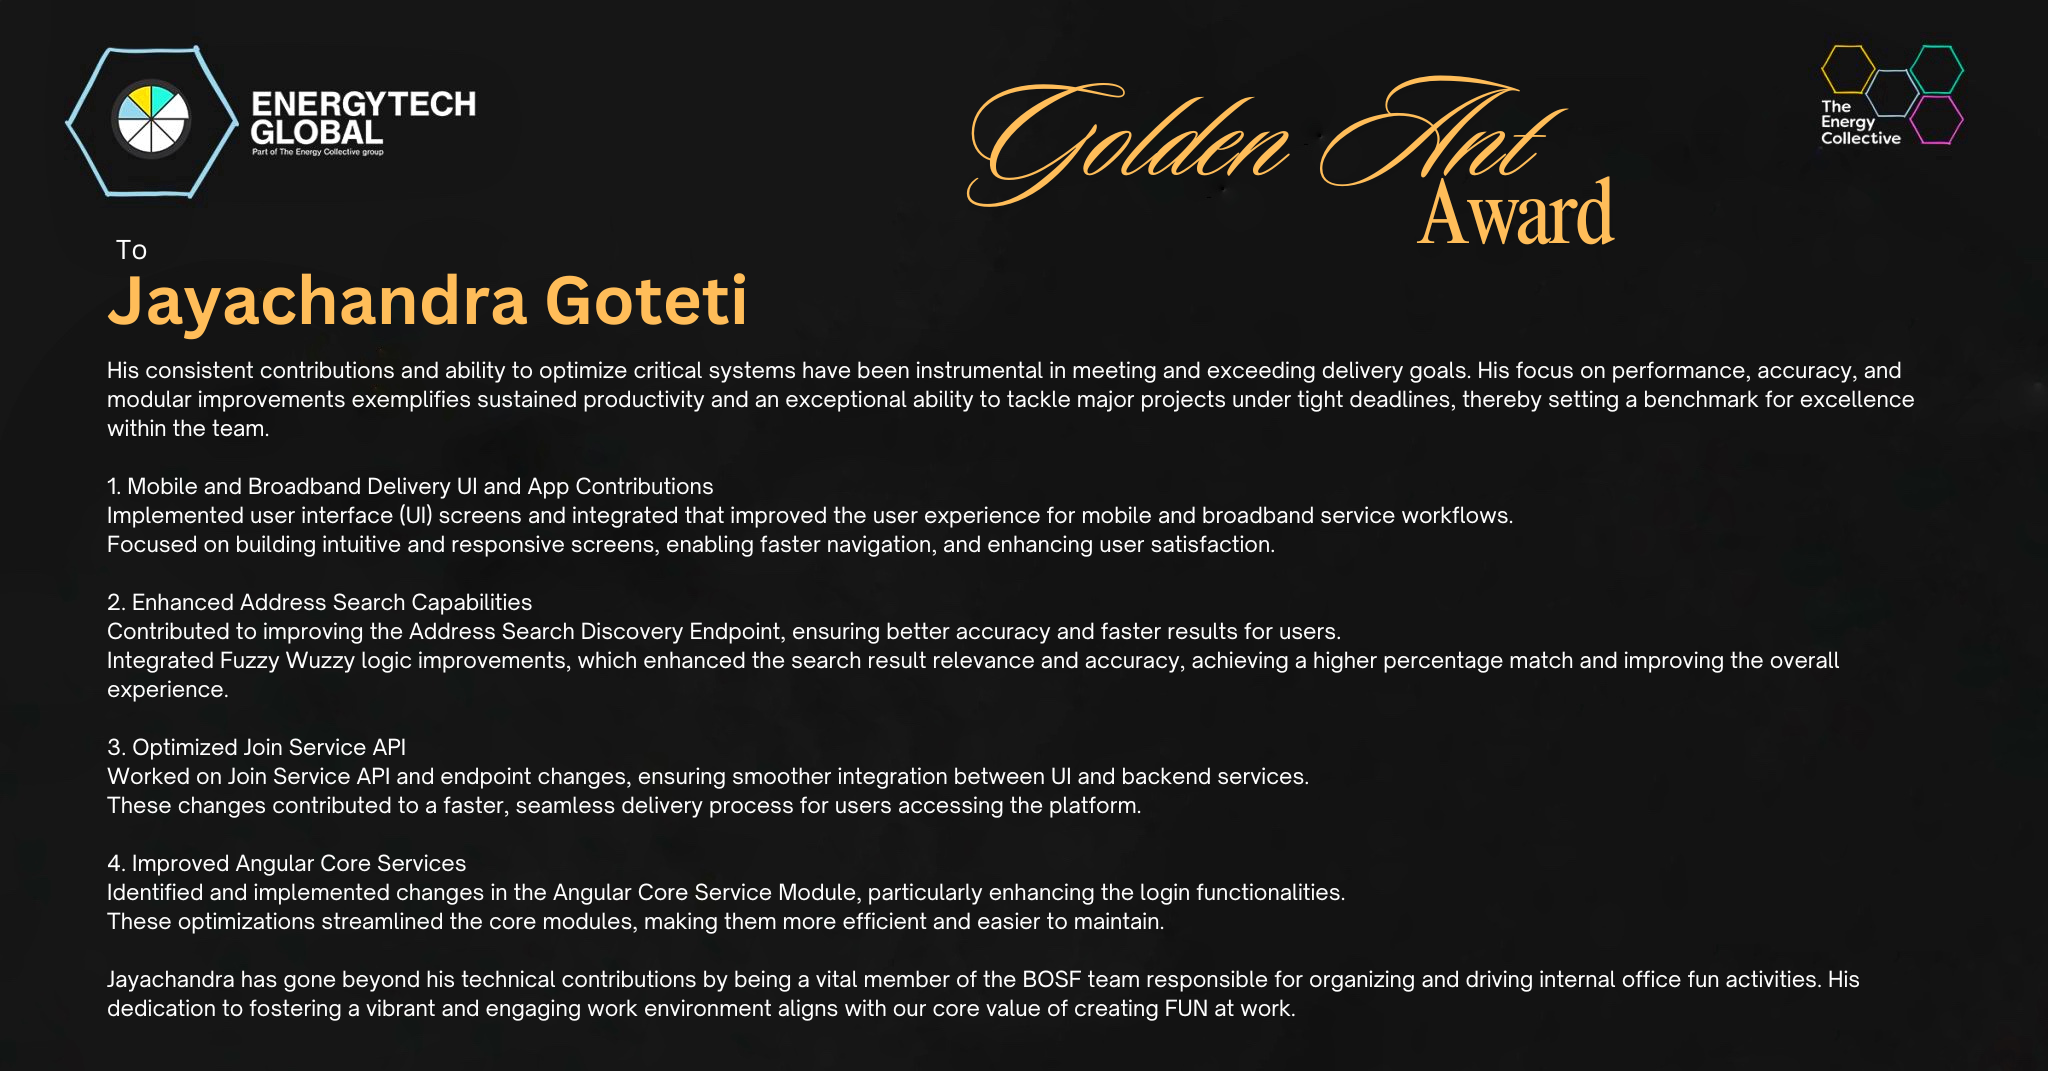 ENERGYTECH
GLOBAL
Part of The Energy Collective group
Golden Ant
Award
The
Energy
Collective
To
Jayachandra Goteti
His consistent contributions and ability to optimize critical systems have been instrumental in meeting and exceeding delivery goals. His focus on performance, accuracy, and
modular improvements exemplifies sustained productivity and an exceptional ability to tackle major projects under tight deadlines, thereby setting a benchmark for excellence
within the team.
1. Mobile and Broadband Delivery UI and App Contributions
Implemented user interface (UI) screens and integrated that improved the user experience for mobile and broadband service workflows.
Focused on building intuitive and responsive screens, enabling faster navigation, and enhancing user satisfaction.
2. Enhanced Address Search Capabilities
Contributed to improving the Address Search Discovery Endpoint, ensuring better accuracy and faster results for users.
Integrated Fuzzy Wuzzy logic improvements, which enhanced the search result relevance and accuracy, achieving a higher percentage match and improving the overall
experience.
3. Optimized Join Service API
Worked on Join Service API and endpoint changes, ensuring smoother integration between UI and backend services.
These changes contributed to a faster, seamless delivery process for users accessing the platform.
4. Improved Angular Core Services
Identified and implemented changes in the Angular Core Service Module, particularly enhancing the login functionalities.
These optimizations streamlined the core modules, making them more efficient and easier to maintain.
Jayachandra has gone beyond his technical contributions by being a vital member of the BOSF team responsible for organizing and driving internal office fun activities. His
dedication to fostering a vibrant and engaging work environment aligns with our core value of creating FUN at work.